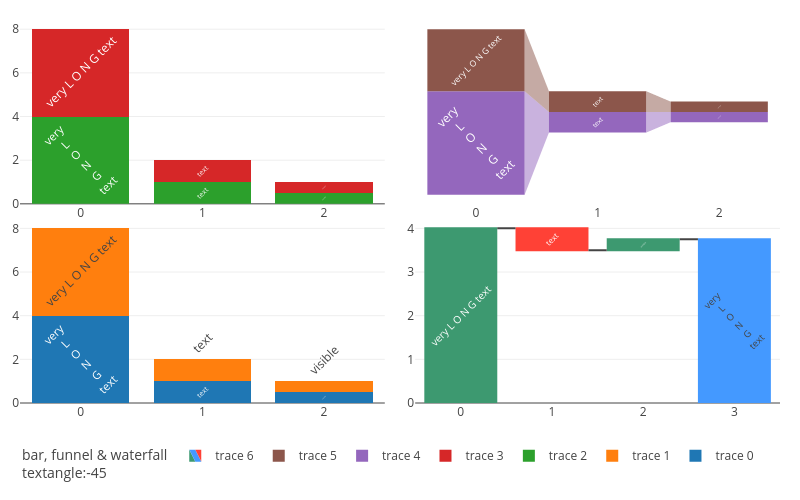 8
6
4
2
0
very L O N G text
very
L
O
N
G
text
text
text
0
1
2
very L O N G text
very
L
O
N
G
text
text
text
0
1
2
8
6
4
2
0
very L O N G text
very
L
O
N
G
text
text
text
visible
0
1
2
4
3
2
1
0
very L O N G text
text
very
L
O
N
G
text
0
1
2
3
bar, funnel & waterfall
textangle:-45
trace 6 trace 5 trace 4 trace 3 trace 2 trace 1 trace 0